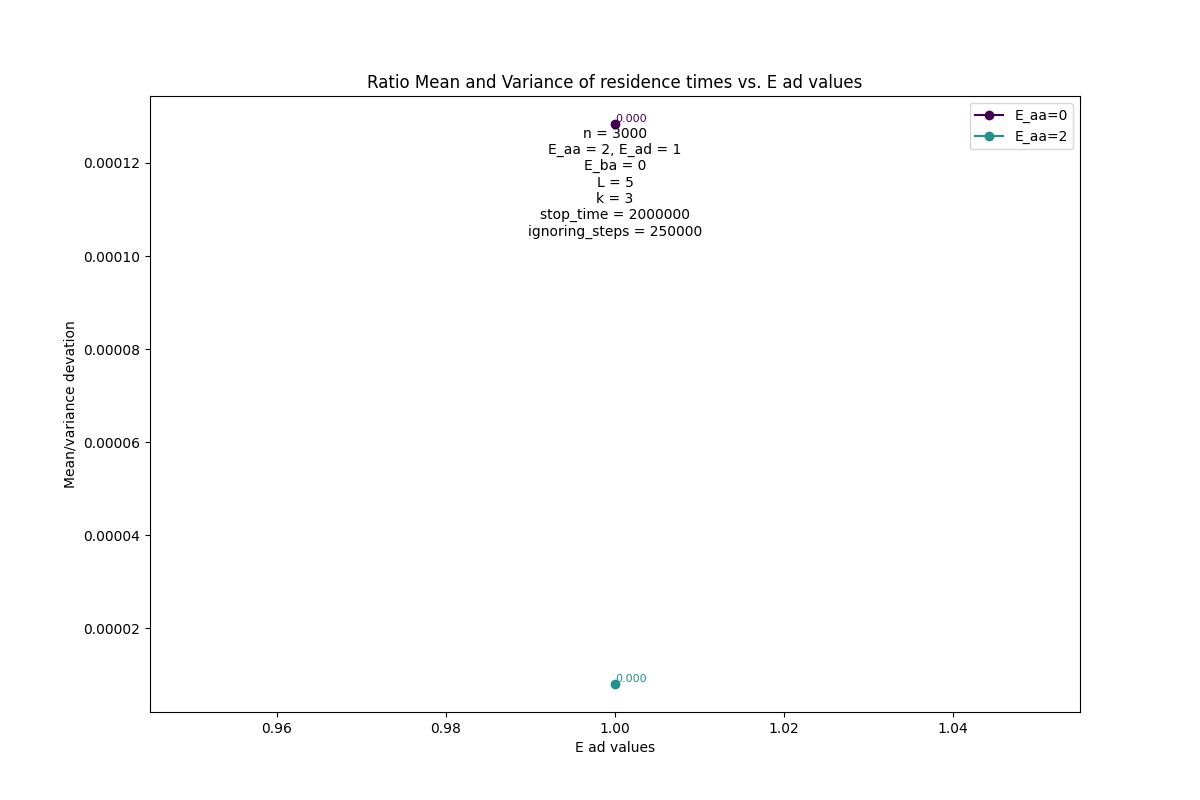 Ratio Mean and Variance of residence times vs. E ad values
0.000
n = 3000
E_aa = 2, E_ad = 1
E_ba = 0
L = 5
k = 3
stop_time = 2000000
ignoring_steps = 250000
E_aa=0
E_aa=2
0.00012
0.00010
0.00008
0.00006
0.00004
0.00002
Mean/variance devation
0.000
0.96
0.98
1.00
1.02
1.04
E ad values